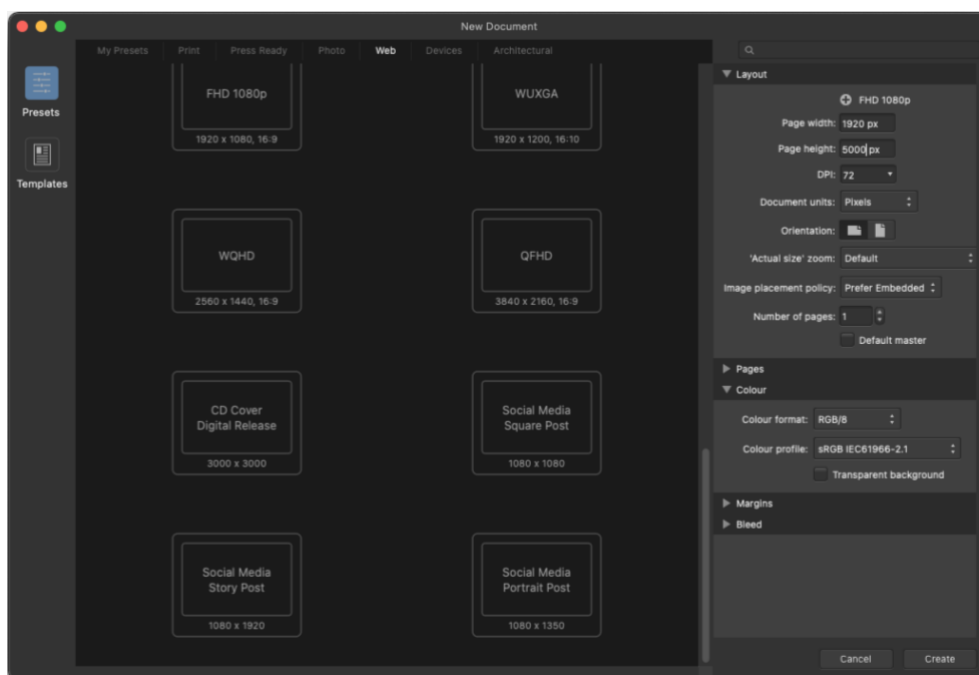 New Document
Presets
Templates
My Presets Print Press Ready Photo Web Devices Architectural
FHD 1080p
1920 x 1080, 16:9
WUXGA
1920 x 1200, 16:10
WQHD
2560 x 1440, 16:9
QFHD
3840 x 2160, 16:9
CD Cover
Digital Release
3000 x 3000
Social Media
Square Post
1080 x 1080
Social Media
Story Post
1080 x 1920
Social Media
Portrait Post
1080 x 1350
Layout
FHD 1080p
Page width: 1920 px
Page height: 5000 px
DPI: 72
Document units: Pixels
Orientation:
'Actual size' zoom: Default
Image placement policy: Prefer Embedded
Number of pages: 1
Default master
Pages
Colour
Colour format: RGB/8
Colour profile: sRGB IEC61966-2.1
Transparent background
Margins
Bleed
Cancel Create